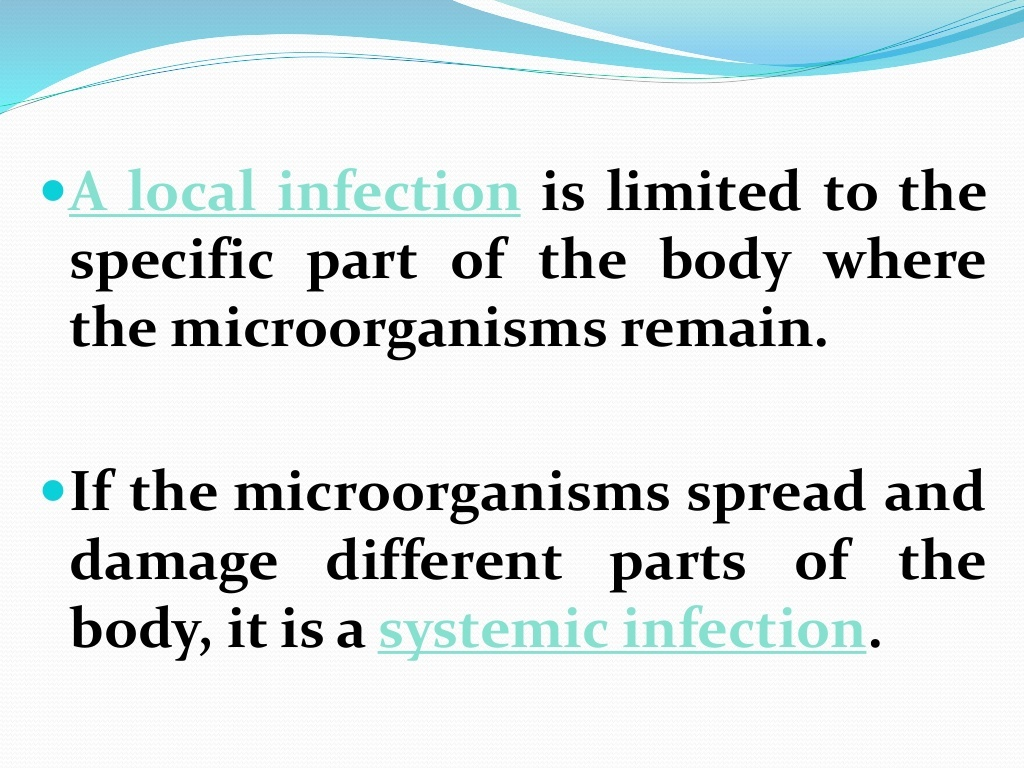 •A local infection is limited to the
specific part of the body where
the microorganisms remain.
•If the microorganisms spread and
damage different parts of the
body, it is a systemic infection.